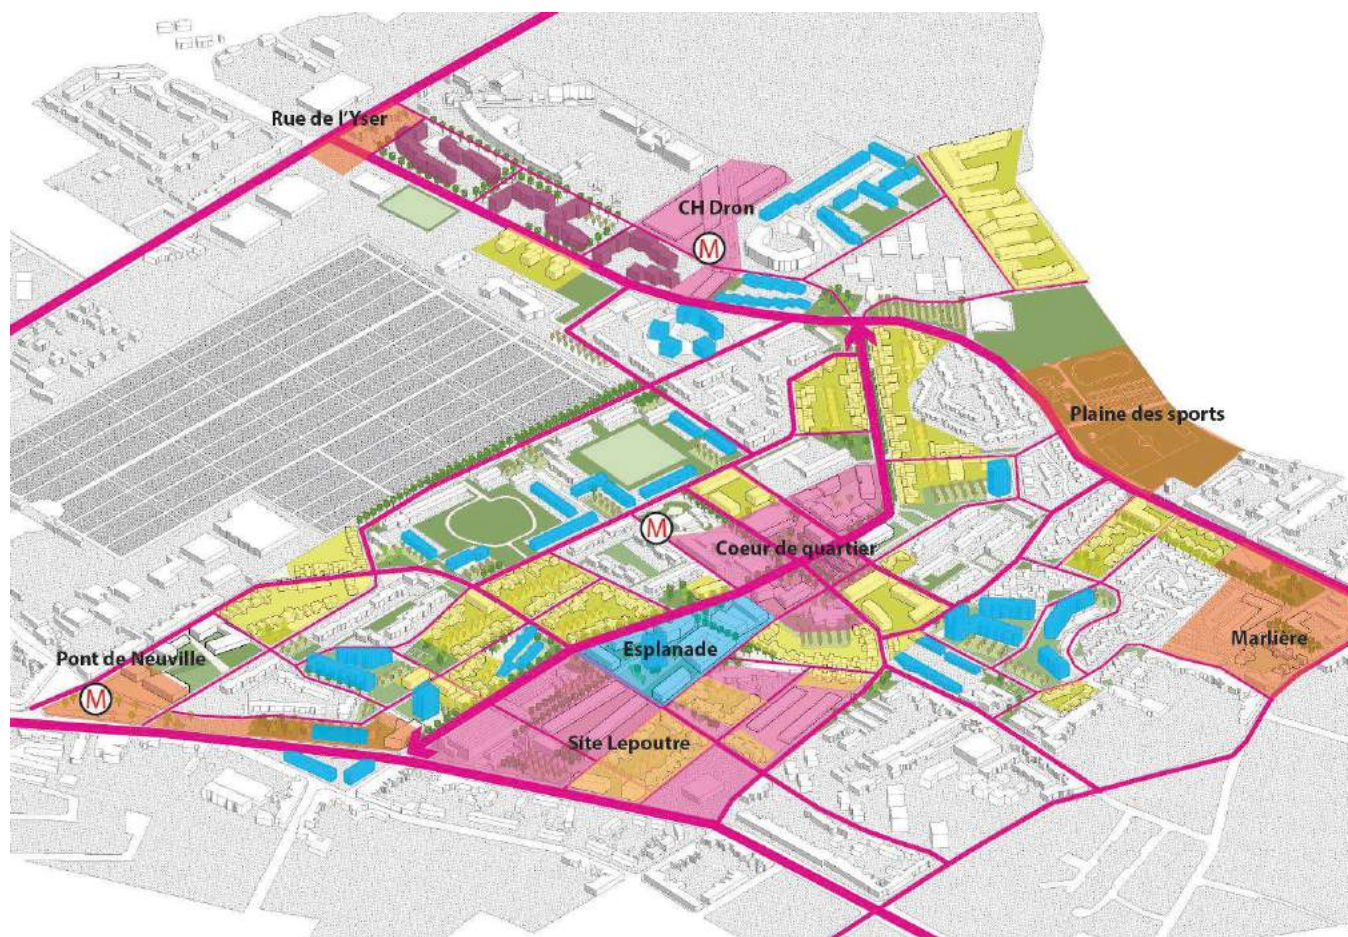 Rue de l'Yser
CH Dron
M
Plaine des sports
M
Coeur de quartier
Esplanade
Marlière
Pont de Neuville
M
Site Lepoutre